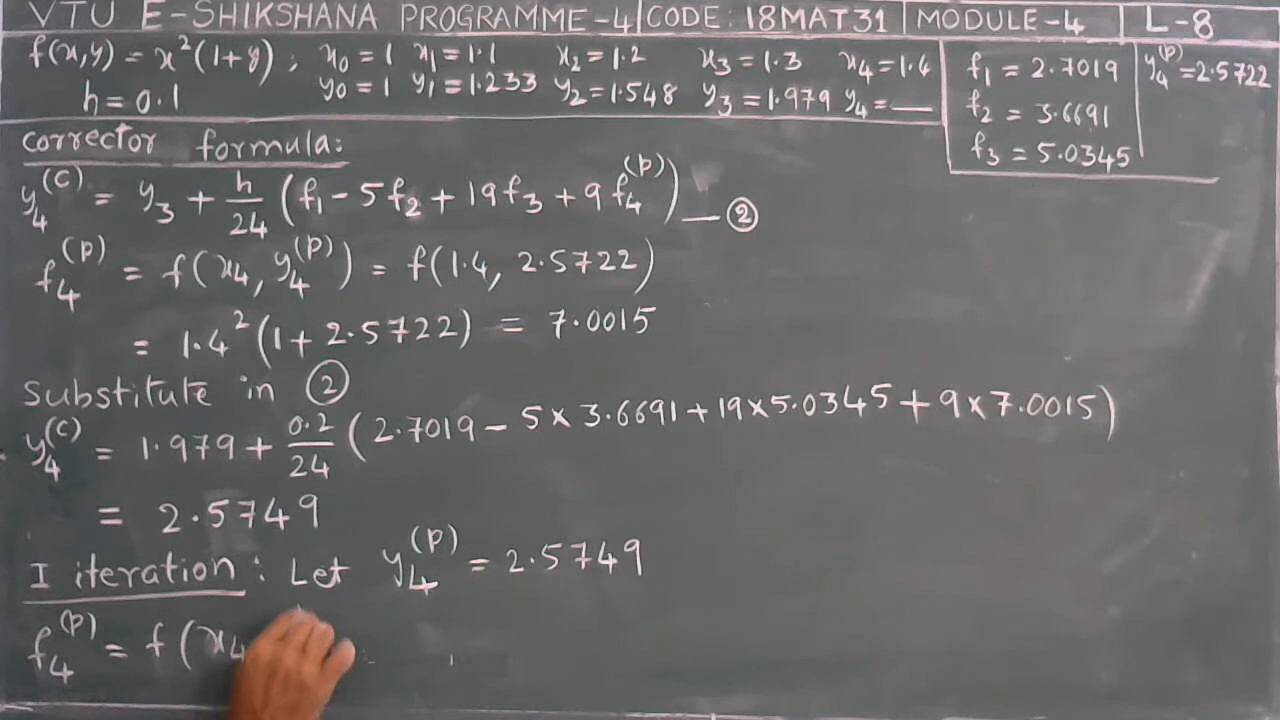 VTU E-SHIKSHANA PROGRAMME-4 CODE: 18MAT31 MODULE-4 L-8
f(x,y) = x²(1+y), x₀=1 x₁=1.1 x₂=1.2 x₃=1.3 x₄=1.4
h=0.1 y₀=1 y₁=1.233 y₂=1.548 y₃=1.979 y₄=—
f₁ = 2.7019 y₄⁽ᵖ⁾=2.5722
f₂ = 3.6691
f₃ = 5.0345
corrector formula:
y₄^(C) = y₃ + h/24 (f₁ - 5f₂ + 19f₃ + 9f₄^(P)) — ②
f₄^(P) = f(x₄, y₄^(P)) = f(1.4, 2.5722)
= 1.4²(1+2.5722) = 7.0015
Substitute in ②
y₄^(C) = 1.979 + 0.2/24 (2.7019 - 5×3.6691 + 19×5.0345 + 9×7.0015)
= 2.5749
I iteration: Let y₄^(P) = 2.5749
f₄^(P) = f(x₄